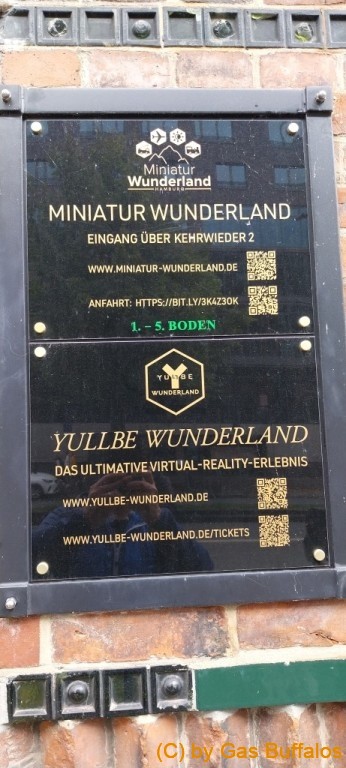 Miniatur
Wunderland
HAMBURG
MINIATUR WUNDERLAND
EINGANG ÜBER KEHRWIEDER 2
WWW.MINIATUR-WUNDERLAND.DE
ANFAHRT: HTTPS://BIT.LY/3K4Z3OK
1. – 5. BODEN
YULLBE
WUNDERLAND
YULLBE WUNDERLAND
DAS ULTIMATIVE VIRTUAL-REALITY-ERLEBNIS
WWW.YULLBE-WUNDERLAND.DE
WWW.YULLBE-WUNDERLAND.DE/TICKETS
(C) by Gas Buffalos